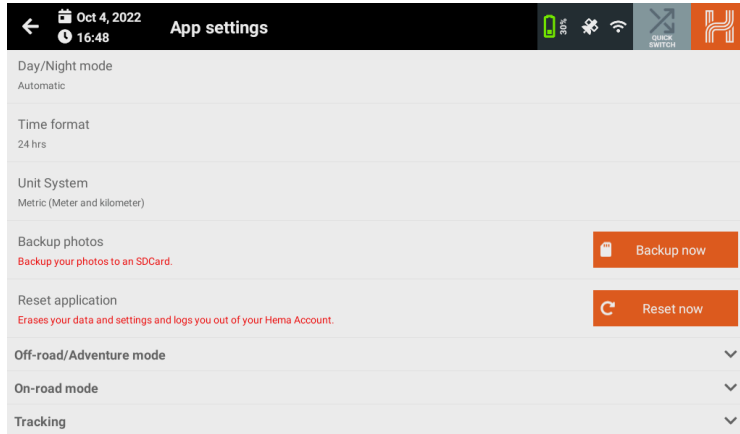 Oct 4, 2022
16:48
App settings
30%
QUICK
SWITCH
Day/Night mode
Automatic
Time format
24 hrs
Unit System
Metric (Meter and kilometer)
Backup photos
Backup your photos to an SDCard.
Backup now
Reset application
Erases your data and settings and logs you out of your Hema Account.
Reset now
Off-road/Adventure mode
On-road mode
Tracking